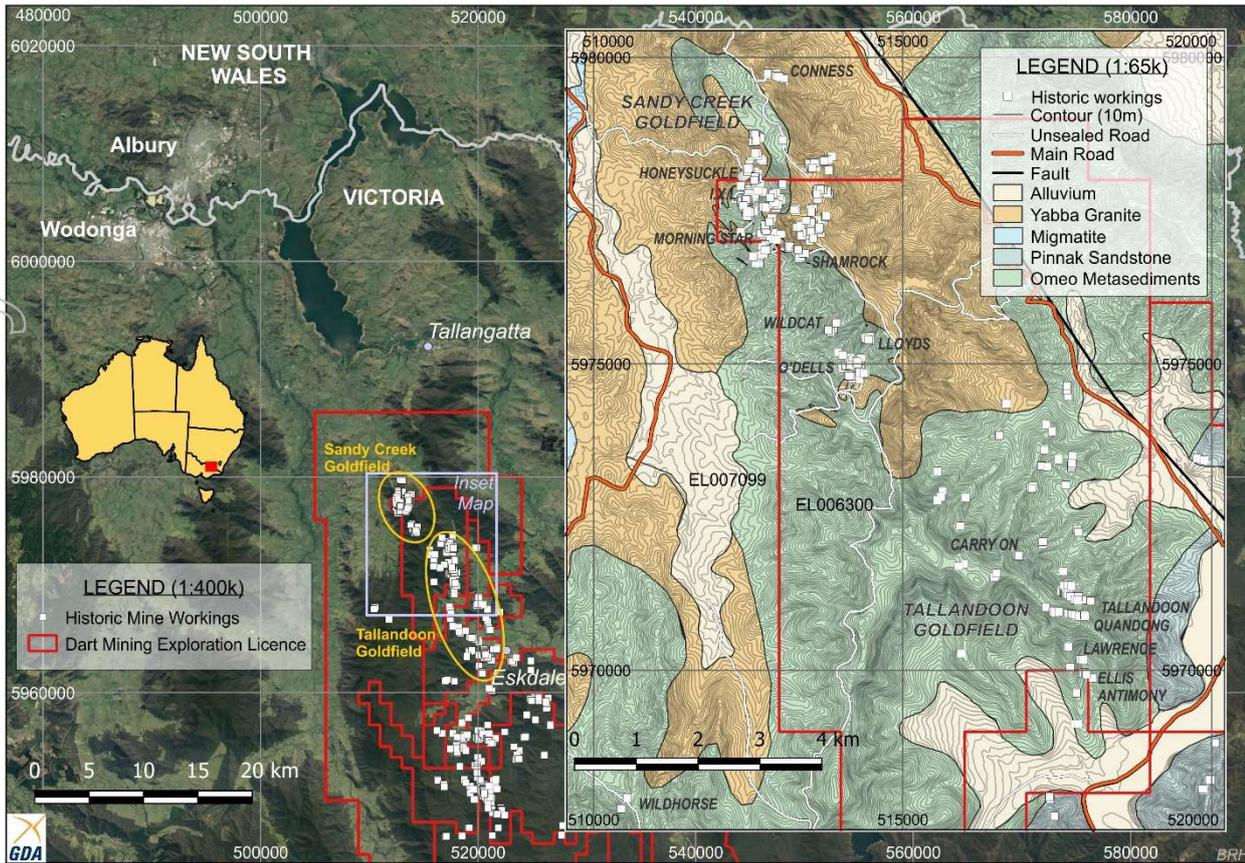 480000
500000
520000
540000
560000
580000
6020000
NEW SOUTH
WALES
Albury
VICTORIA
Wodonga
6000000
Tallangatta
Sandy Creek
Goldfield
5980000
Inset
Map
LEGEND (1:400k)
Historic Mine Workings
Dart Mining Exploration Licence
Tallandoon
Goldfield
Eskdale
5960000
0 5 10 15 20 km
GDA
500000
520000
540000
560000
580000
BRH
510000
515000
520000
5980000
5980000
CONNESS
SANDY CREEK
GOLDFIELD
HONEYSUCKLE
MORNING STAR
SHAMROCK
WILDCAT
LLOYDS
O'DELLS
5975000
5975000
EL007099
EL006300
CARRY ON
TALLANDOON
GOLDFIELD
TALLANDOON
QUANDONG
LAWRENCE
5970000
5970000
ELLIS
ANTIMONY
0 1 2 3 4 km
WILDHORSE
510000
515000
520000
LEGEND (1:65k)
Historic workings
Contour (10m)
Unsealed Road
Main Road
Fault
Alluvium
Yabba Granite
Migmatite
Pinnak Sandstone
Omeo Metasediments